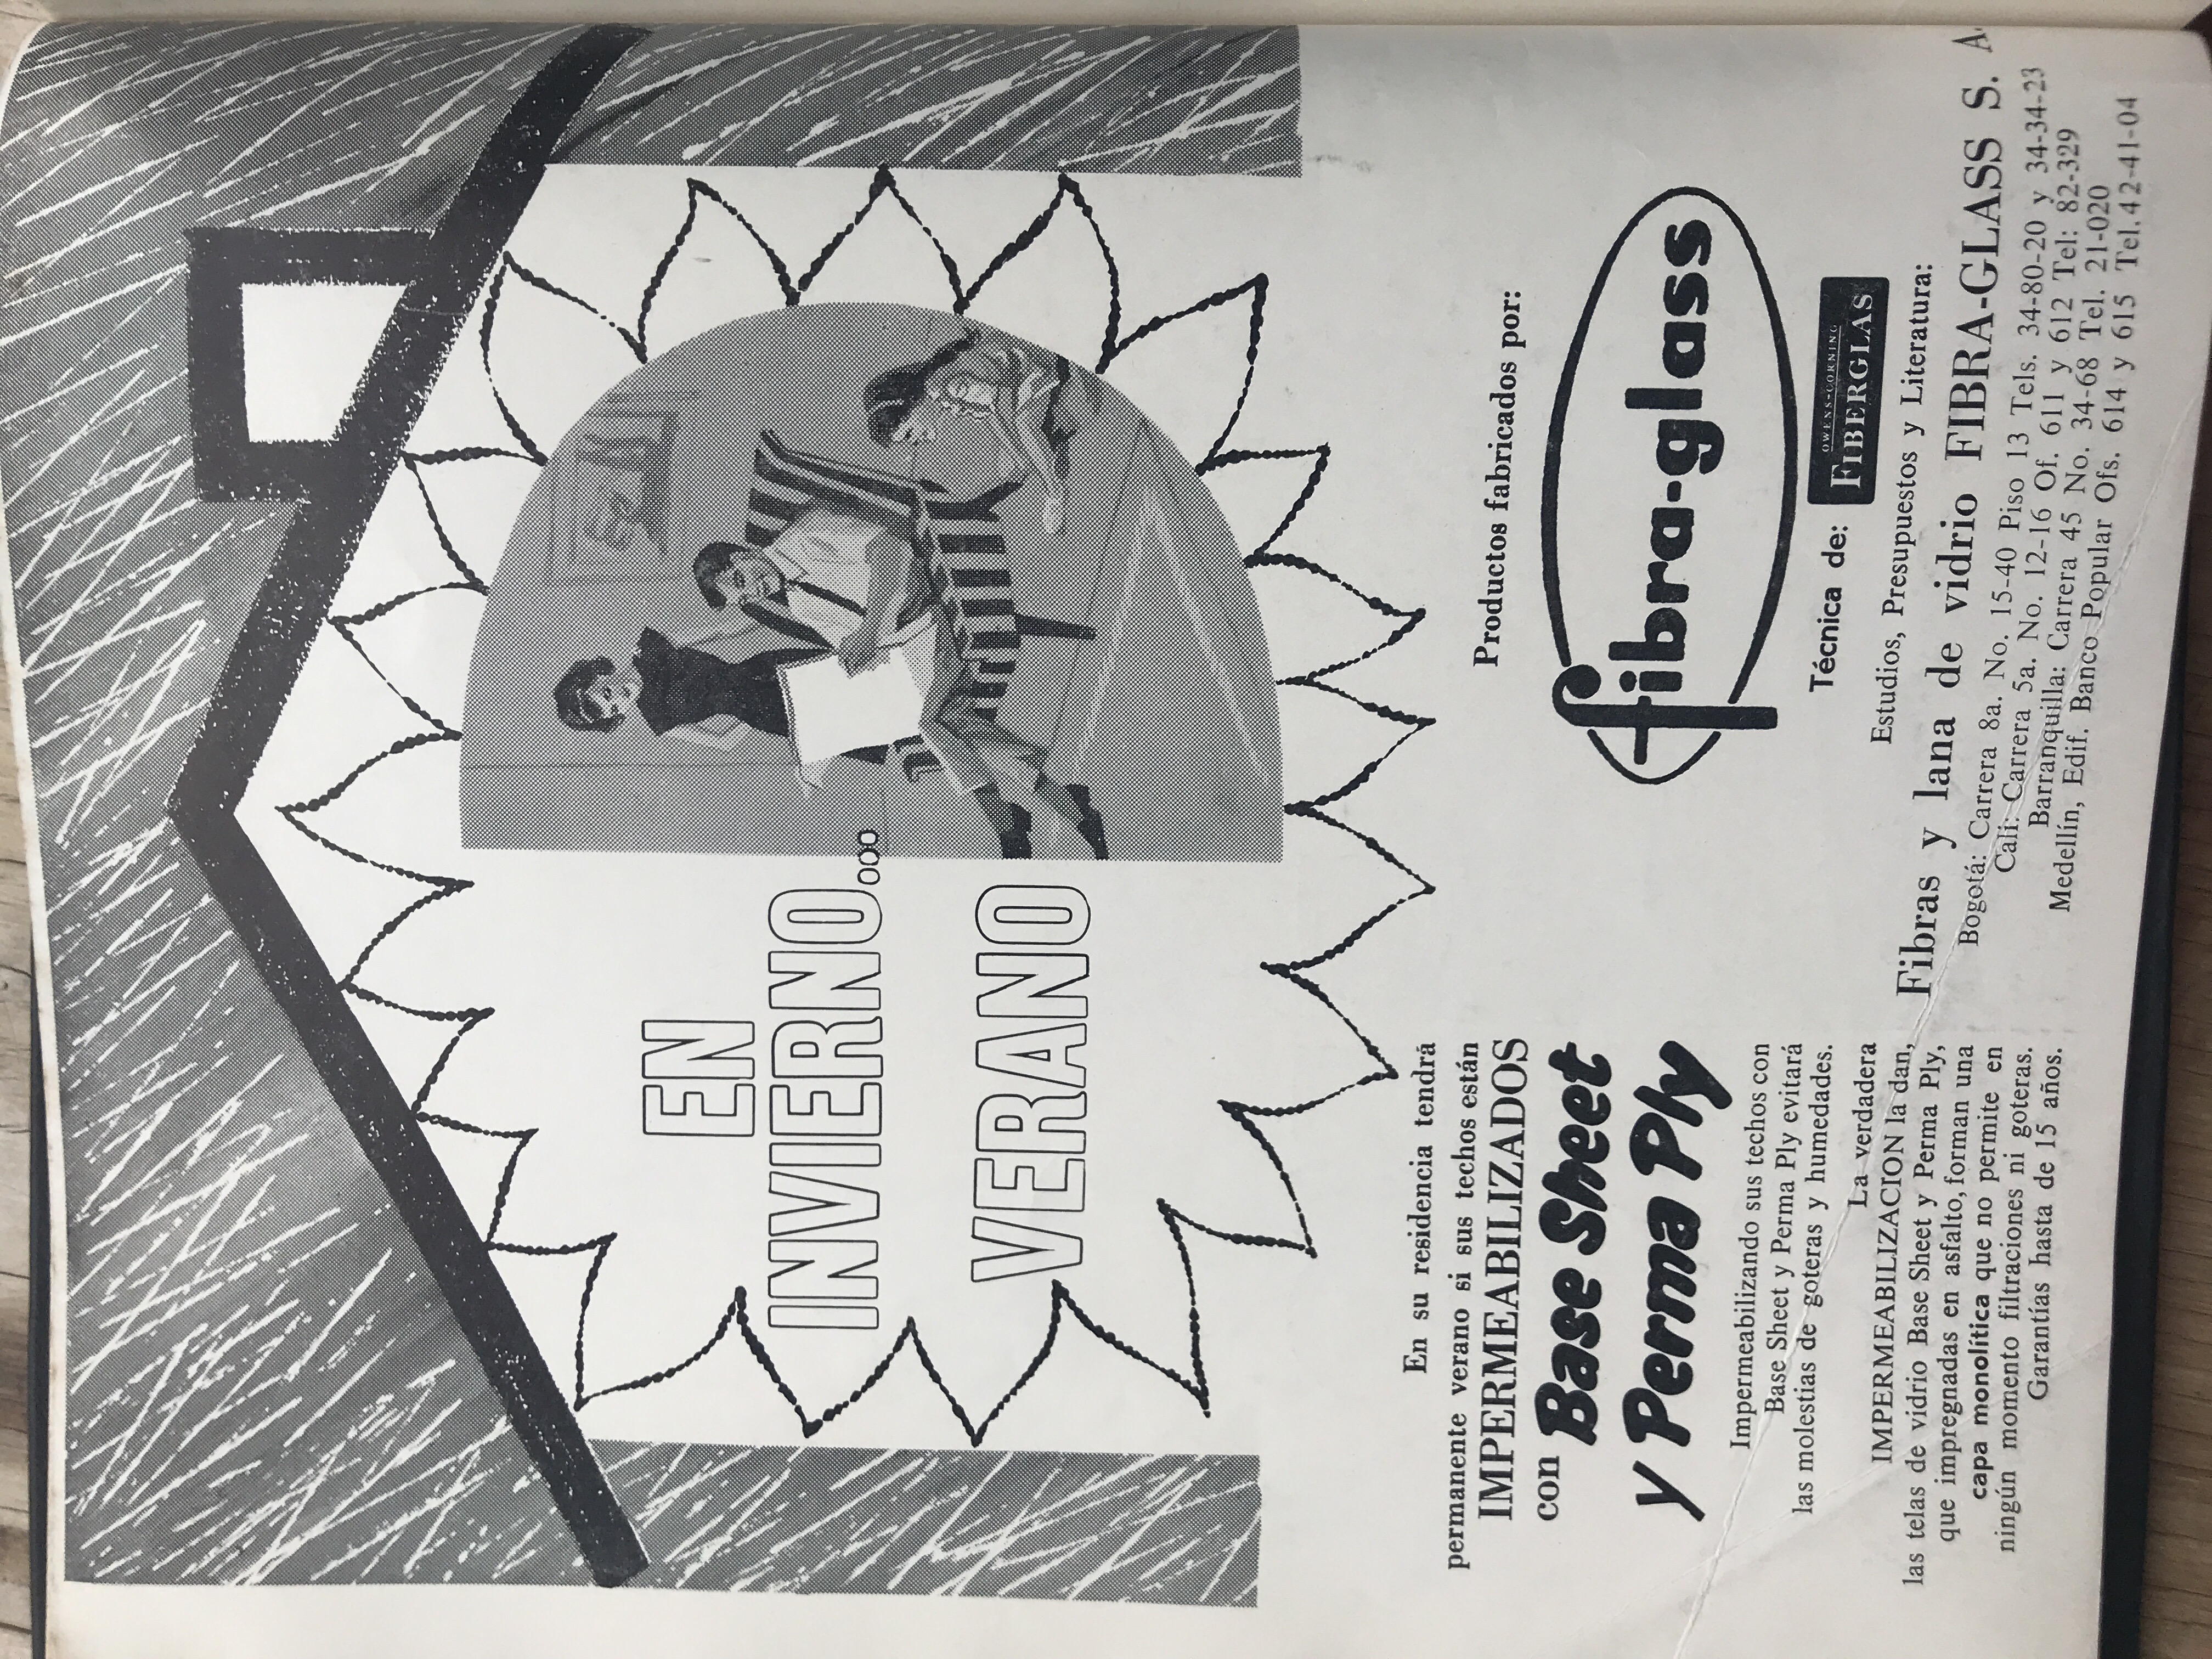 EN
INVIERNO...
VERANO
En su residencia tendrá
permanente verano si sus techos están
IMPERMEABILIZADOS
con Base Sheet
y Perma Ply
Impermeabilizando sus techos con
Base Sheet y Perma Ply evitará
las molestias de goteras y humedades.
La verdadera
IMPERMEABILIZACION la dan,
las telas de vidrio Base Sheet y Perma Ply,
que impregnadas en asfalto, forman una
capa monolítica que no permite en
ningún momento filtraciones ni goteras.
Garantías hasta de 15 años.
Productos fabricados por:
fibra-glass
Técnica de:
OWENS-CORNING
FIBERGLAS
Estudios, Presupuestos y Literatura:
Fibras y lana de vidrio FIBRA-GLASS S. A.
Bogotá: Carrera 8a. No. 15-40 Piso 13 Tels. 34-80-20 y 34-34-23
Cali: Carrera 5a. No. 12-16 Of. 611 y 612 Tel: 82-329
Barranquilla: Carrera 45 No. 34-68 Tel. 21-020
Medellín, Edif. Banco Popular Ofs. 614 y 615 Tel. 42-41-04